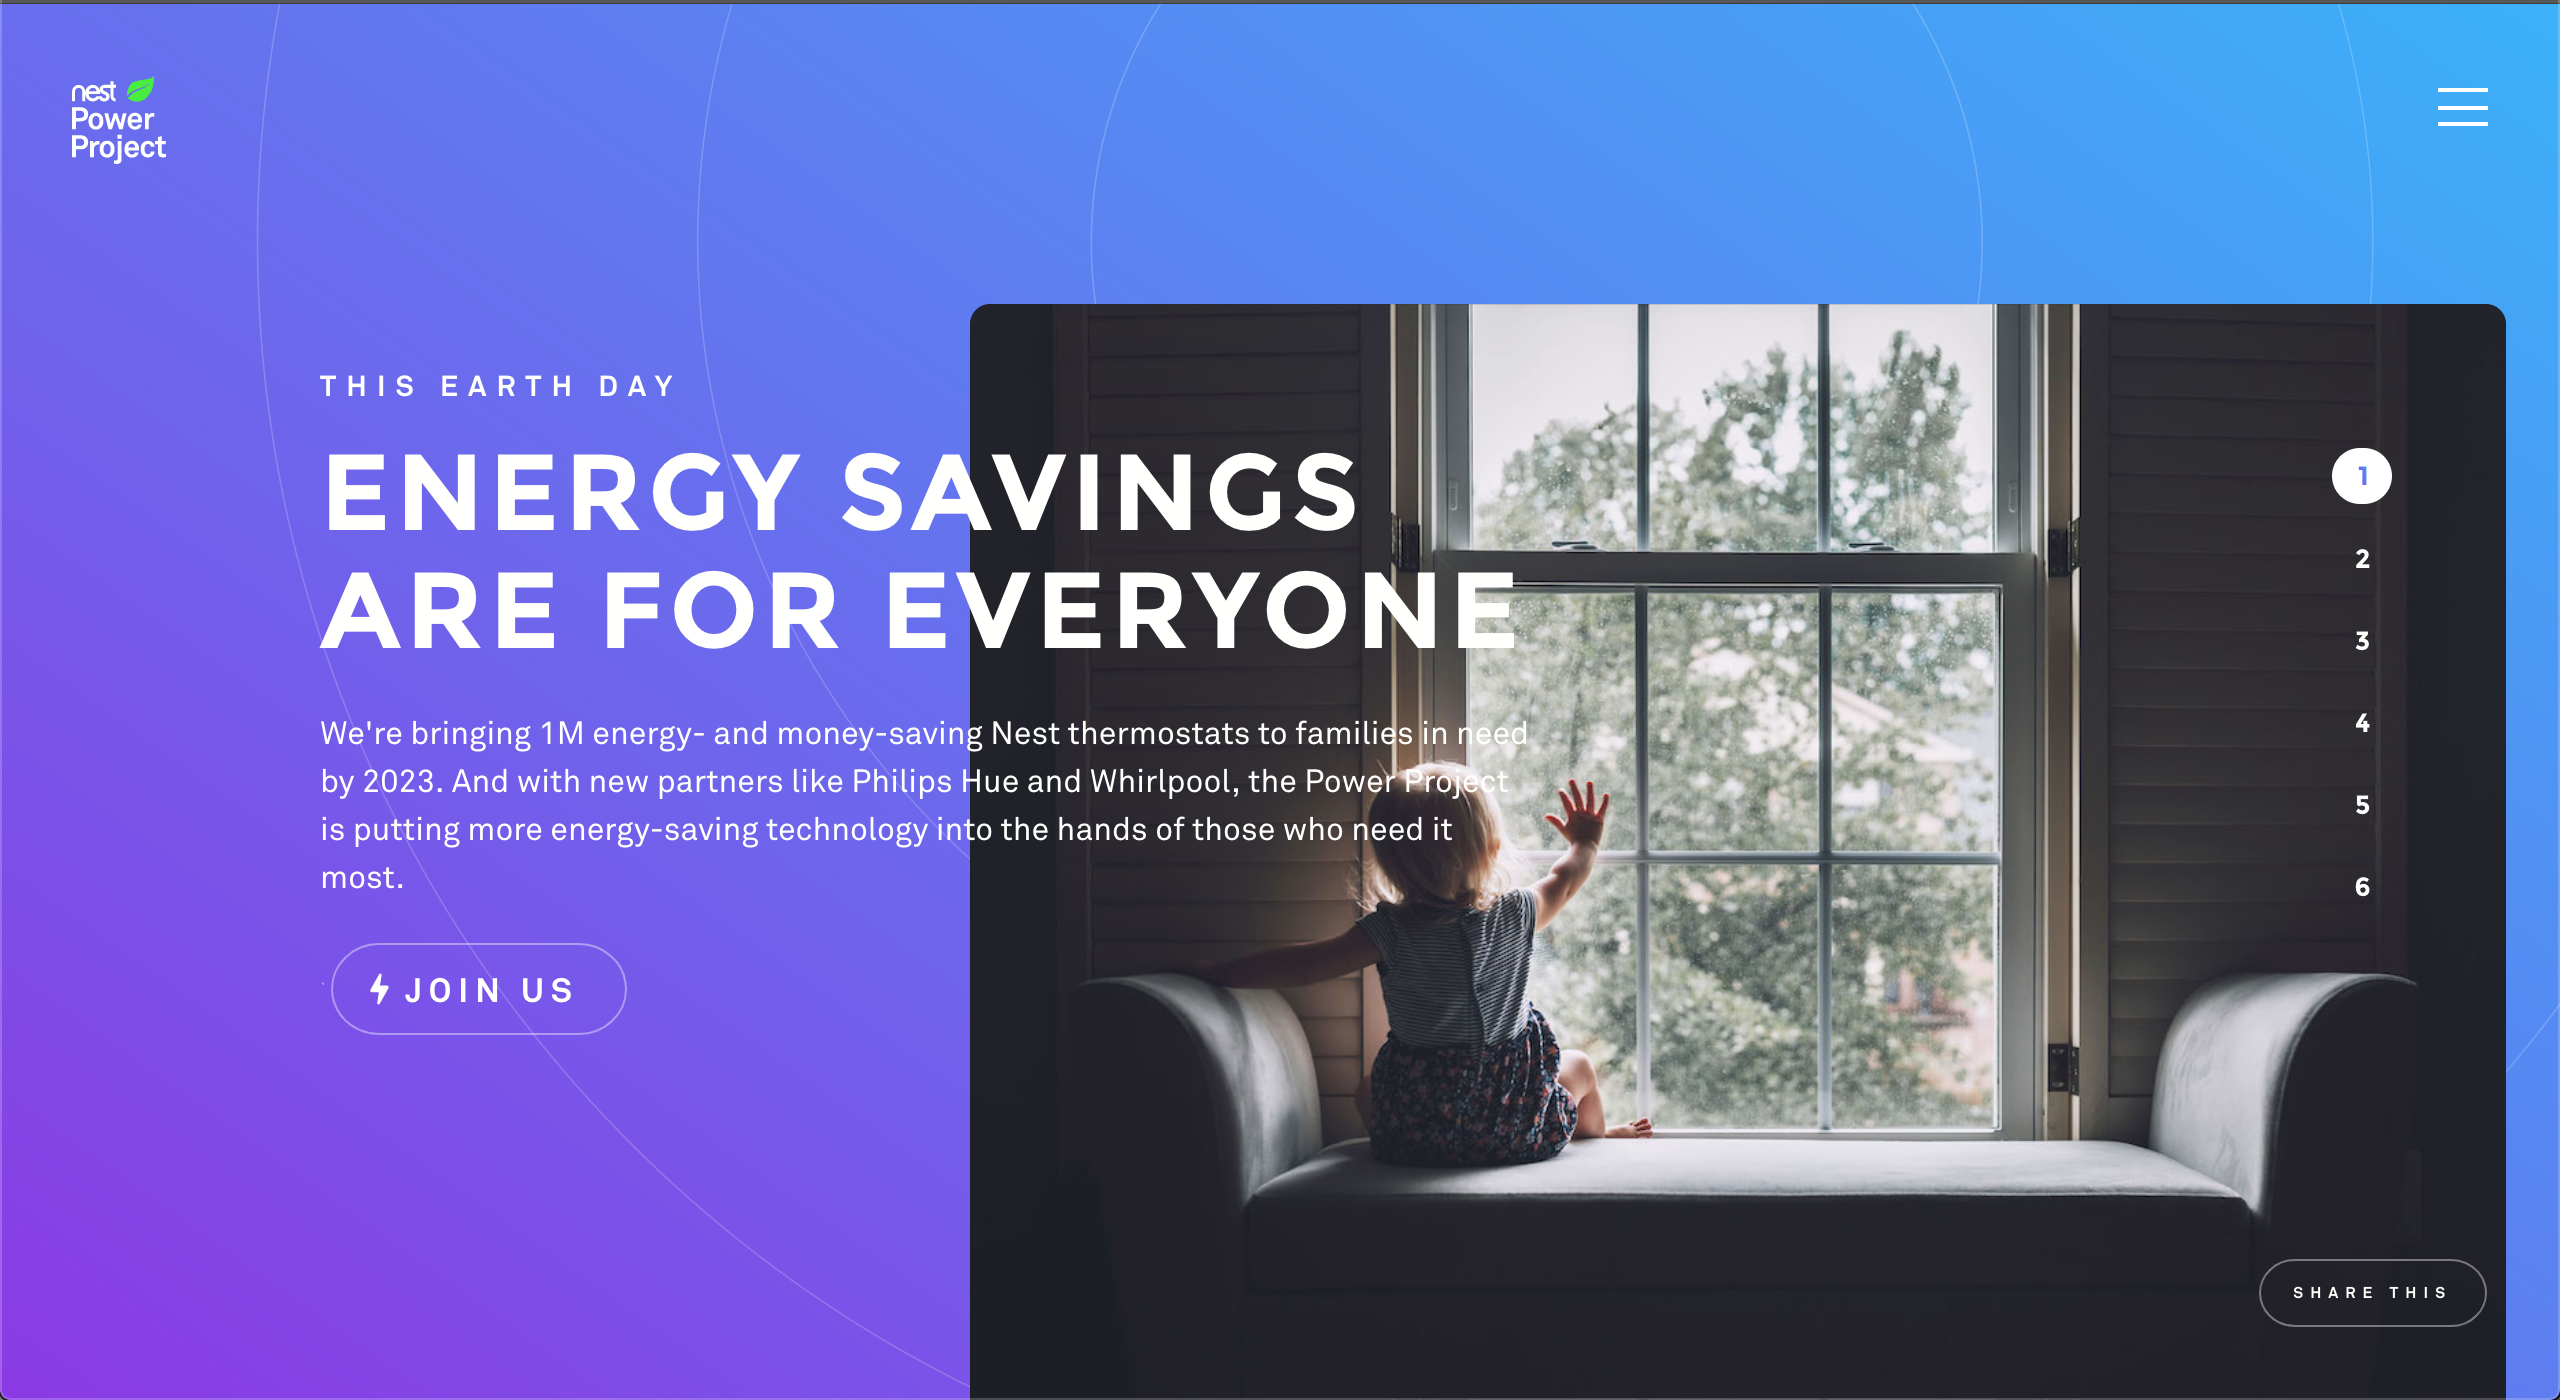 nest
Power
Project
THIS EARTH DAY
ENERGY SAVINGS
ARE FOR EVERYONE
We're bringing 1M energy- and money-saving Nest thermostats to families in need
by 2023. And with new partners like Philips Hue and Whirlpool, the Power Project
is putting more energy-saving technology into the hands of those who need it
most.
` JOIN US
1
2
3
4
5
6
SHARE THIS